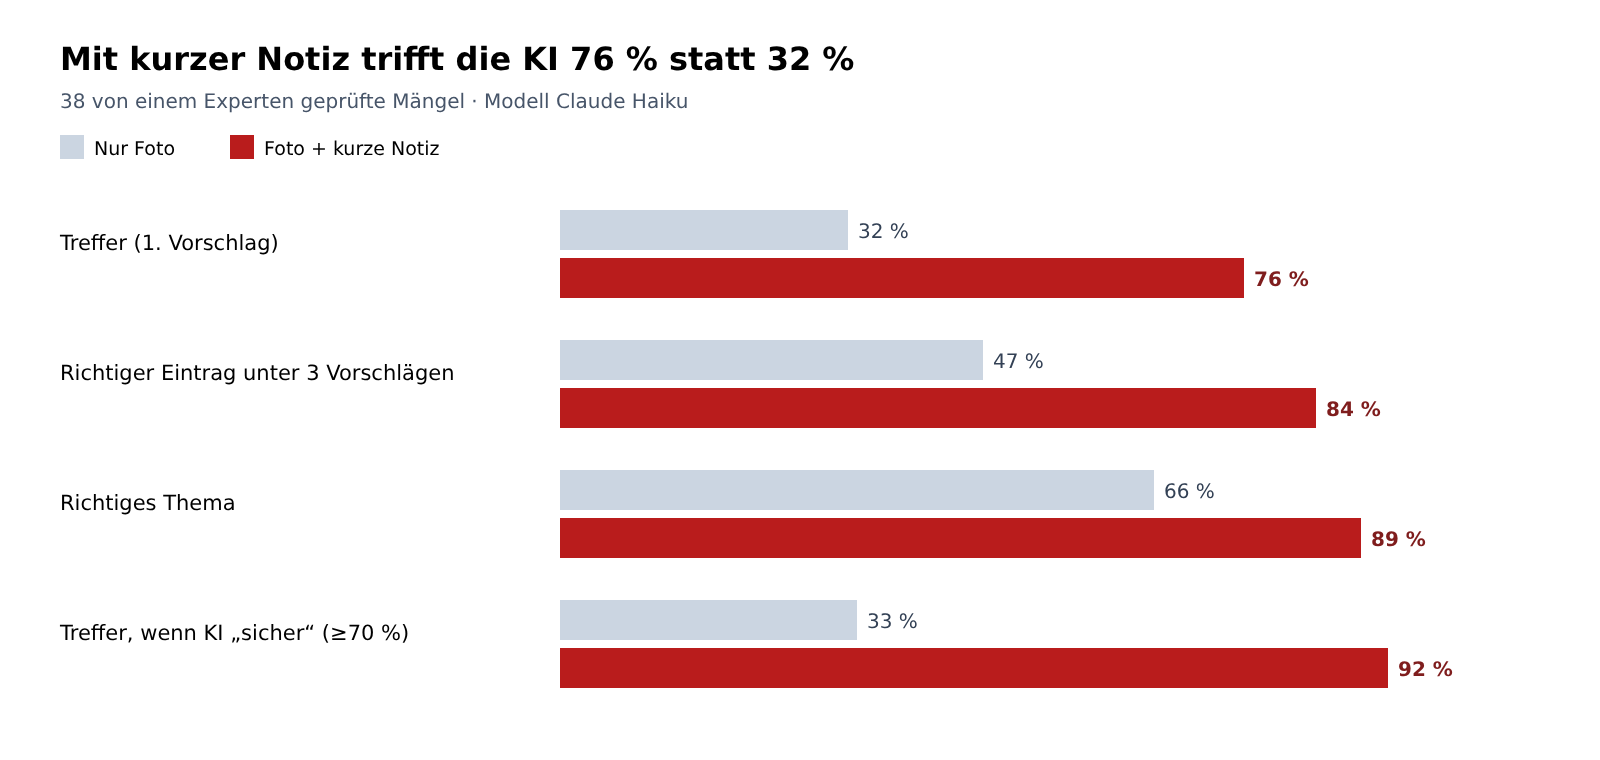 Mit kurzer Notiz trifft die KI 76 % statt 32 %
38 von einem Experten geprüfte Mängel · Modell Claude Haiku
Nur Foto
Foto + kurze Notiz
Treffer (1. Vorschlag)
32 %
76 %
Richtiger Eintrag unter 3 Vorschlägen
47 %
84 %
Richtiges Thema
66 %
89 %
Treffer, wenn KI „sicher“ (≥70 %)
33 %
92 %